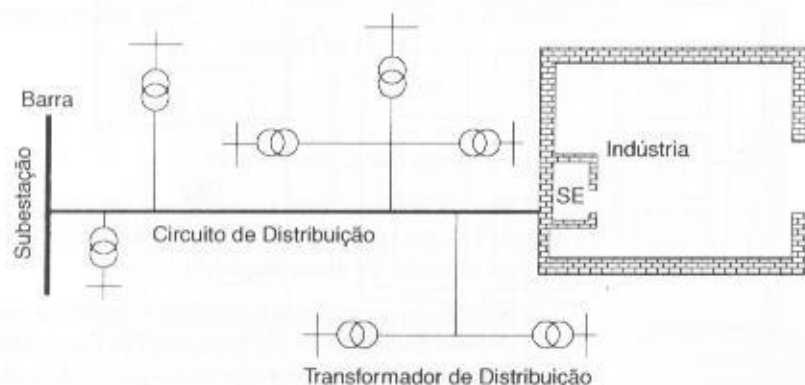 Barra
Subestação
Indústria
SE
Circuito de Distribuição
Transformador de Distribuição